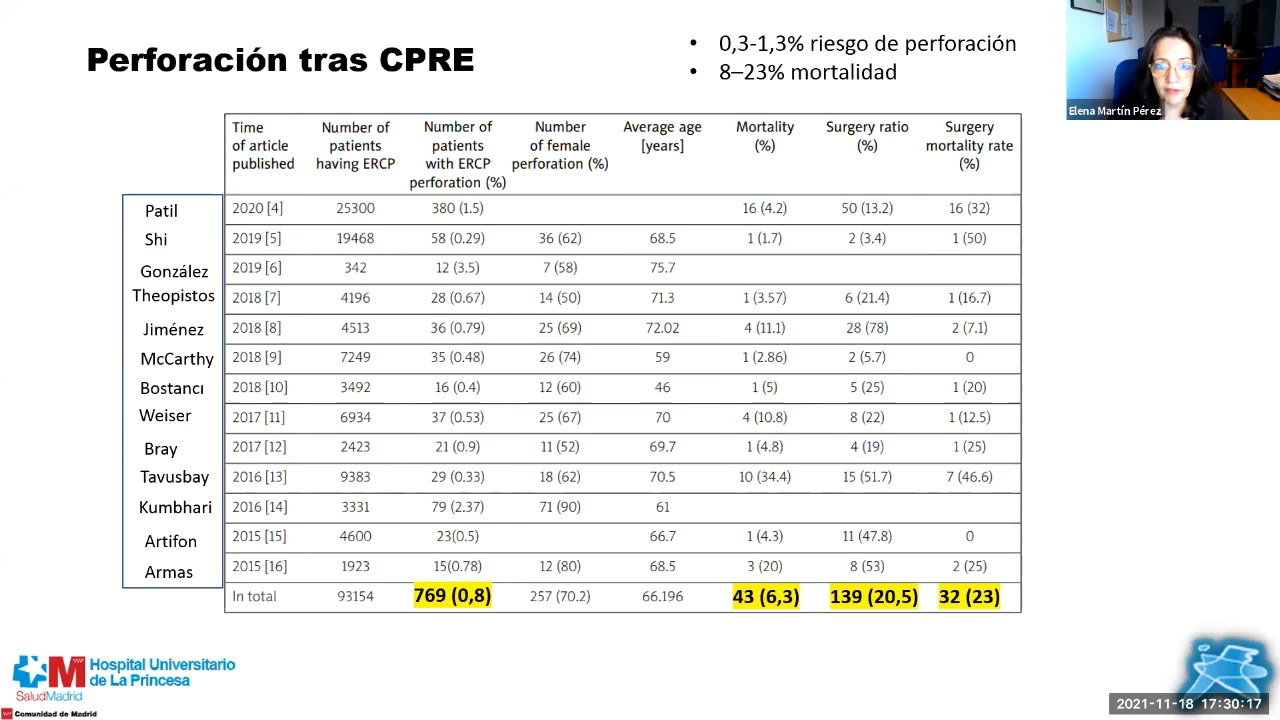 Perforación tras CPRE
• 0,3-1,3% riesgo de perforación
• 8–23% mortalidad
Elena Martín Pérez
Time of article published | Number of patients having ERCP | Number of patients with ERCP perforation (%) | Number of female perforation (%) | Average age [years] | Mortality (%) | Surgery ratio (%) | Surgery mortality rate (%)
Patil 2020 [4] 25300 380 (1.5) 16 (4.2) 50 (13.2) 16 (32)
Shi 2019 [5] 19468 58 (0.29) 36 (62) 68.5 1 (1.7) 2 (3.4) 1 (50)
González 2019 [6] 342 12 (3.5) 7 (58) 75.7
Theopistos 2018 [7] 4196 28 (0.67) 14 (50) 71.3 1 (3.57) 6 (21.4) 1 (16.7)
Jiménez 2018 [8] 4513 36 (0.79) 25 (69) 72.02 4 (11.1) 28 (78) 2 (7.1)
McCarthy 2018 [9] 7249 35 (0.48) 26 (74) 59 1 (2.86) 2 (5.7) 0
Bostancı 2018 [10] 3492 16 (0.4) 12 (60) 46 1 (5) 5 (25) 1 (20)
Weiser 2017 [11] 6934 37 (0.53) 25 (67) 70 4 (10.8) 8 (22) 1 (12.5)
Bray 2017 [12] 2423 21 (0.9) 11 (52) 69.7 1 (4.8) 4 (19) 1 (25)
Tavusbay 2016 [13] 9383 29 (0.33) 18 (62) 70.5 10 (34.4) 15 (51.7) 7 (46.6)
Kumbhari 2016 [14] 3331 79 (2.37) 71 (90) 61
Artifon 2015 [15] 4600 23(0.5) 66.7 1 (4.3) 11 (47.8) 0
Armas 2015 [16] 1923 15(0.78) 12 (80) 68.5 3 (20) 8 (53) 2 (25)
In total 93154 769 (0,8) 257 (70.2) 66.196 43 (6,3) 139 (20,5) 32 (23)
Hospital Universitario
de La Princesa
SaludMadrid
Comunidad de Madrid
2021-11-18 17:30:17